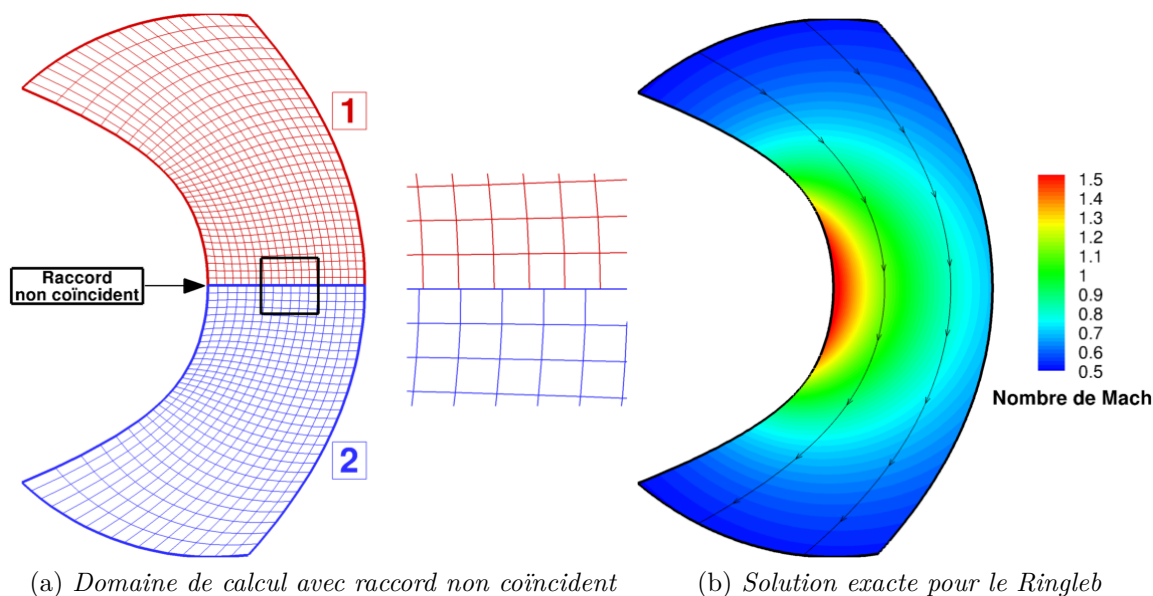 1
Raccord
non coïncident
2
1.5
1.4
1.3
1.2
1.1
1
0.9
0.8
0.7
0.6
0.5
Nombre de Mach
(a) Domaine de calcul avec raccord non coïncident
(b) Solution exacte pour le Ringleb